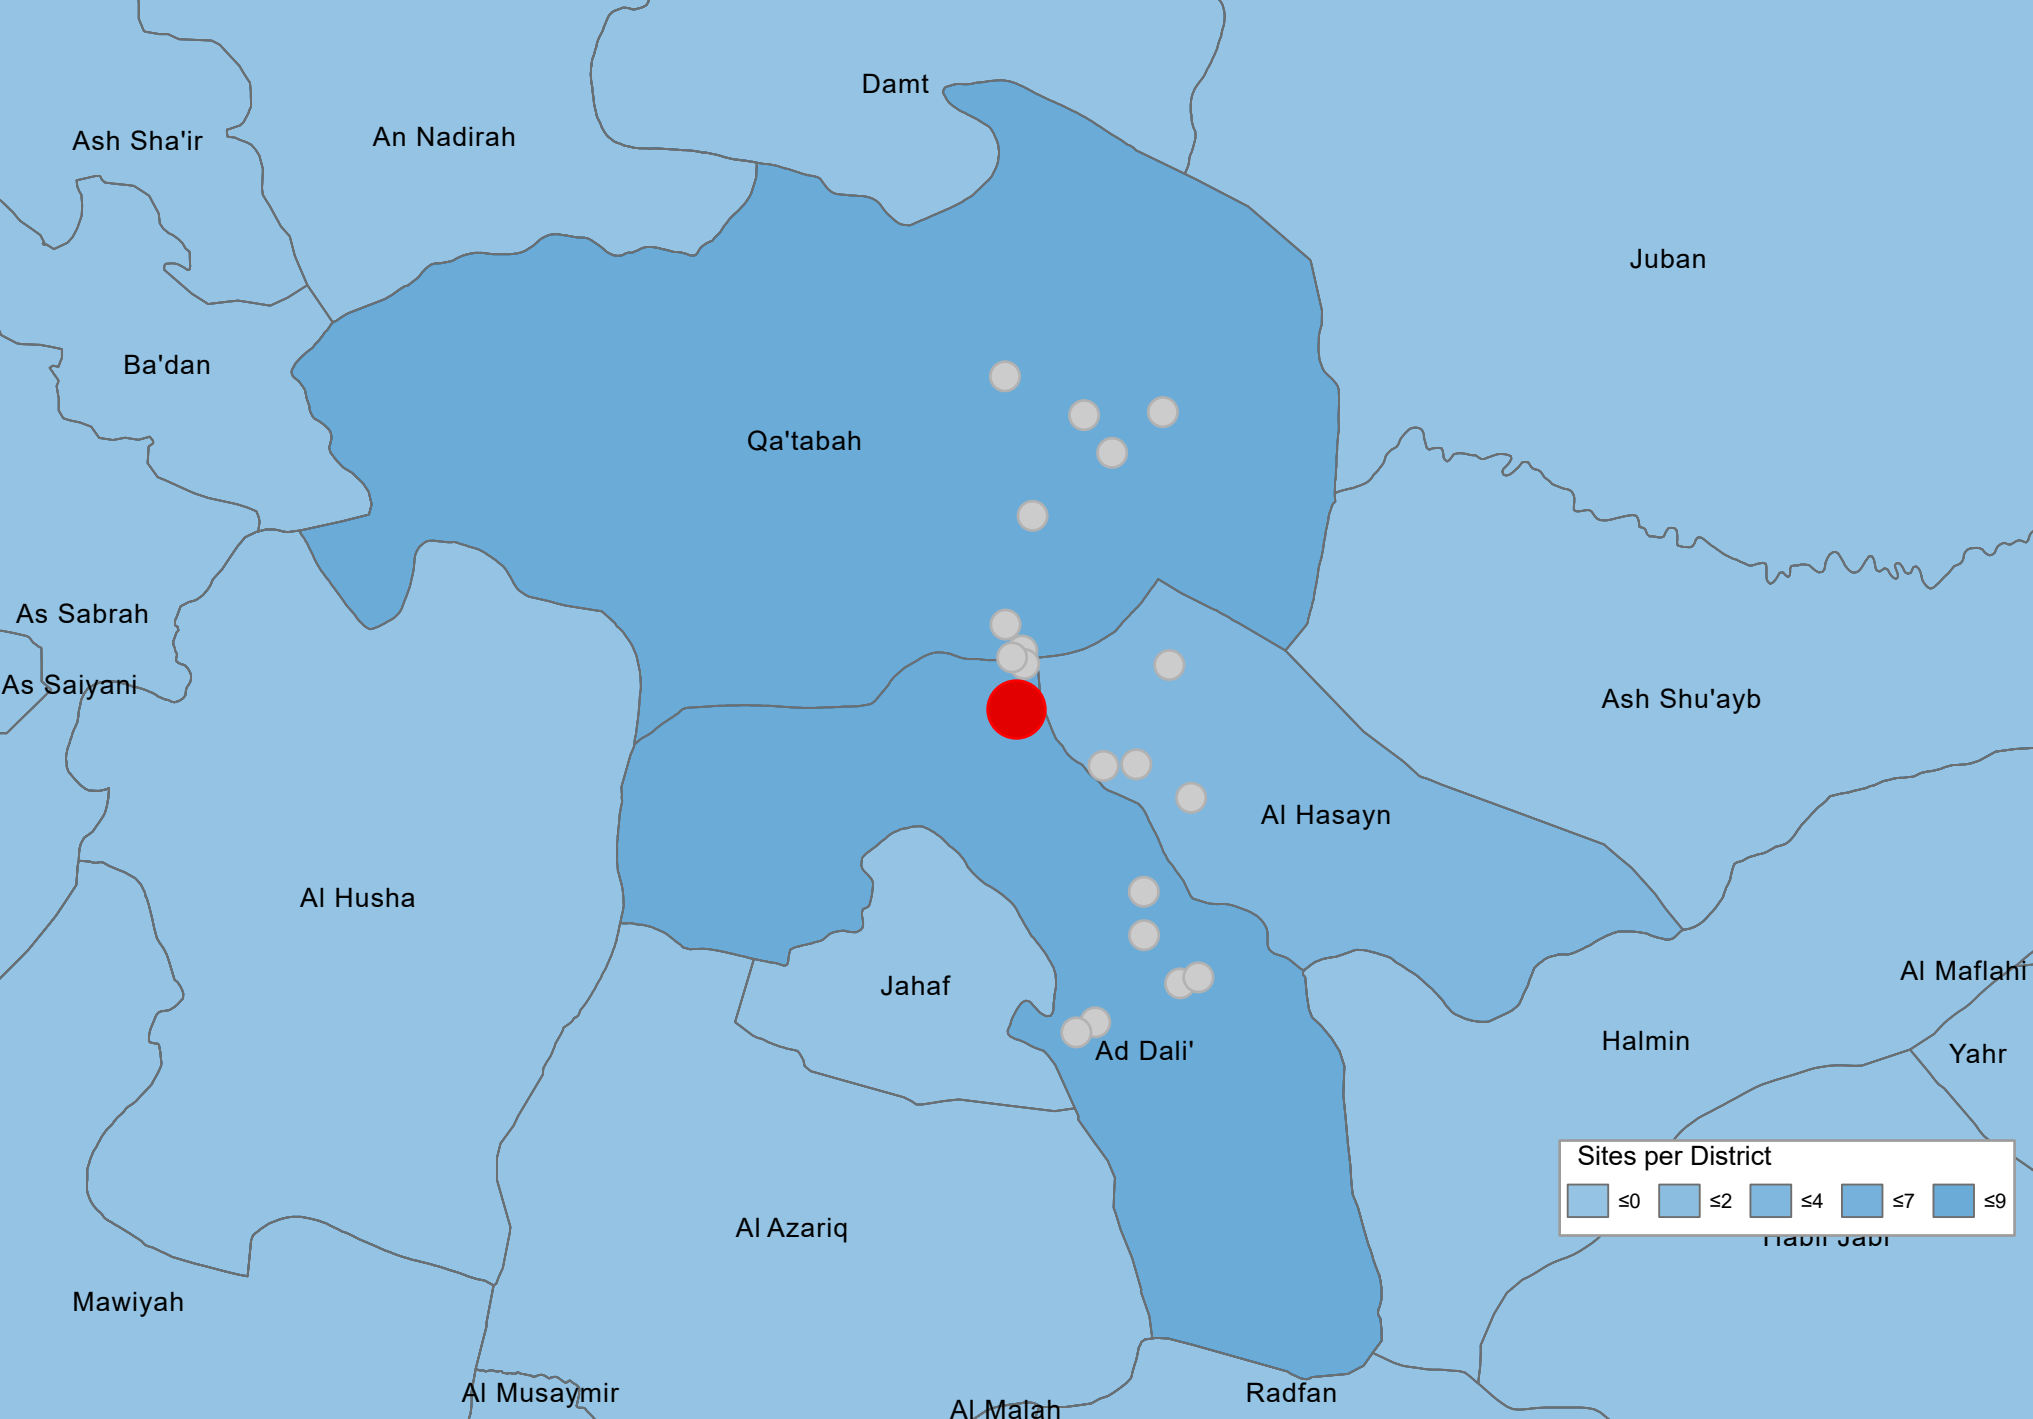 Damt
Ash Sha'ir
An Nadirah
Juban
Ba'dan
Qa'tabah
As Sabrah
As Saiyani
Ash Shu'ayb
Al Hasayn
Al Husha
Al Maflahi
Jahaf
Halmin
Ad Dali'
Yahr
Sites per District
≤0 ≤2 ≤4 ≤7 ≤9
Al Azariq
Habil Jabr
Mawiyah
Al Musaymir
Radfan
Al Malah